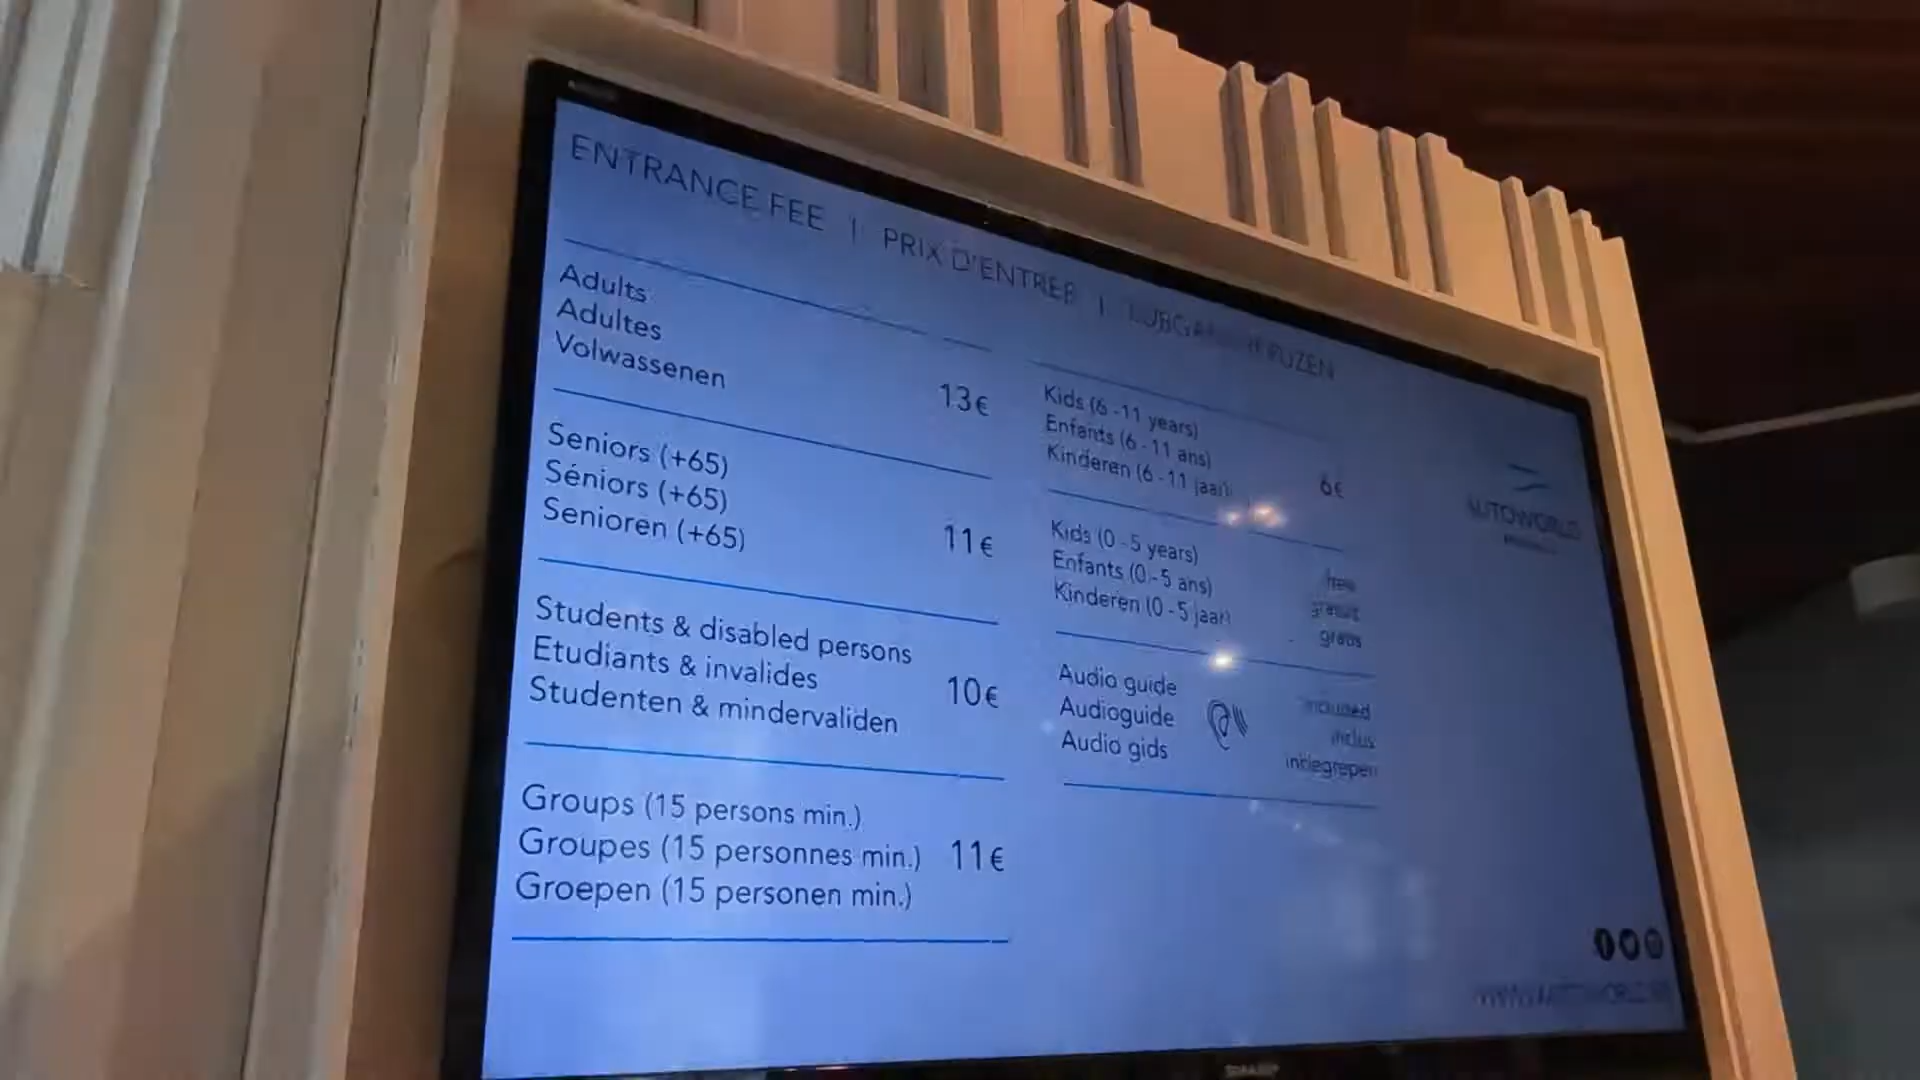 ENTRANCE FEE | PRIX D'ENTREE |
Adults
Adultes
Volwassenen
13€
Seniors (+65)
Séniors (+65)
Senioren (+65)
11€
Students & disabled persons
Etudiants & invalides
Studenten & mindervaliden
10€
Groups (15 persons min.)
Groupes (15 personnes min.)
Groepen (15 personen min.)
11€
Kids (6 - 11 years)
Enfants (6 - 11 ans)
Kinderen (6 - 11 jaar)
6€
Kids (0 - 5 years)
Enfants (0 - 5 ans)
Kinderen (0 - 5 jaar)
free
gratuit
gratis
Audio guide
Audioguide
Audio gids
included
inclus
inbegrepen
AUTOWORLD
SHARP